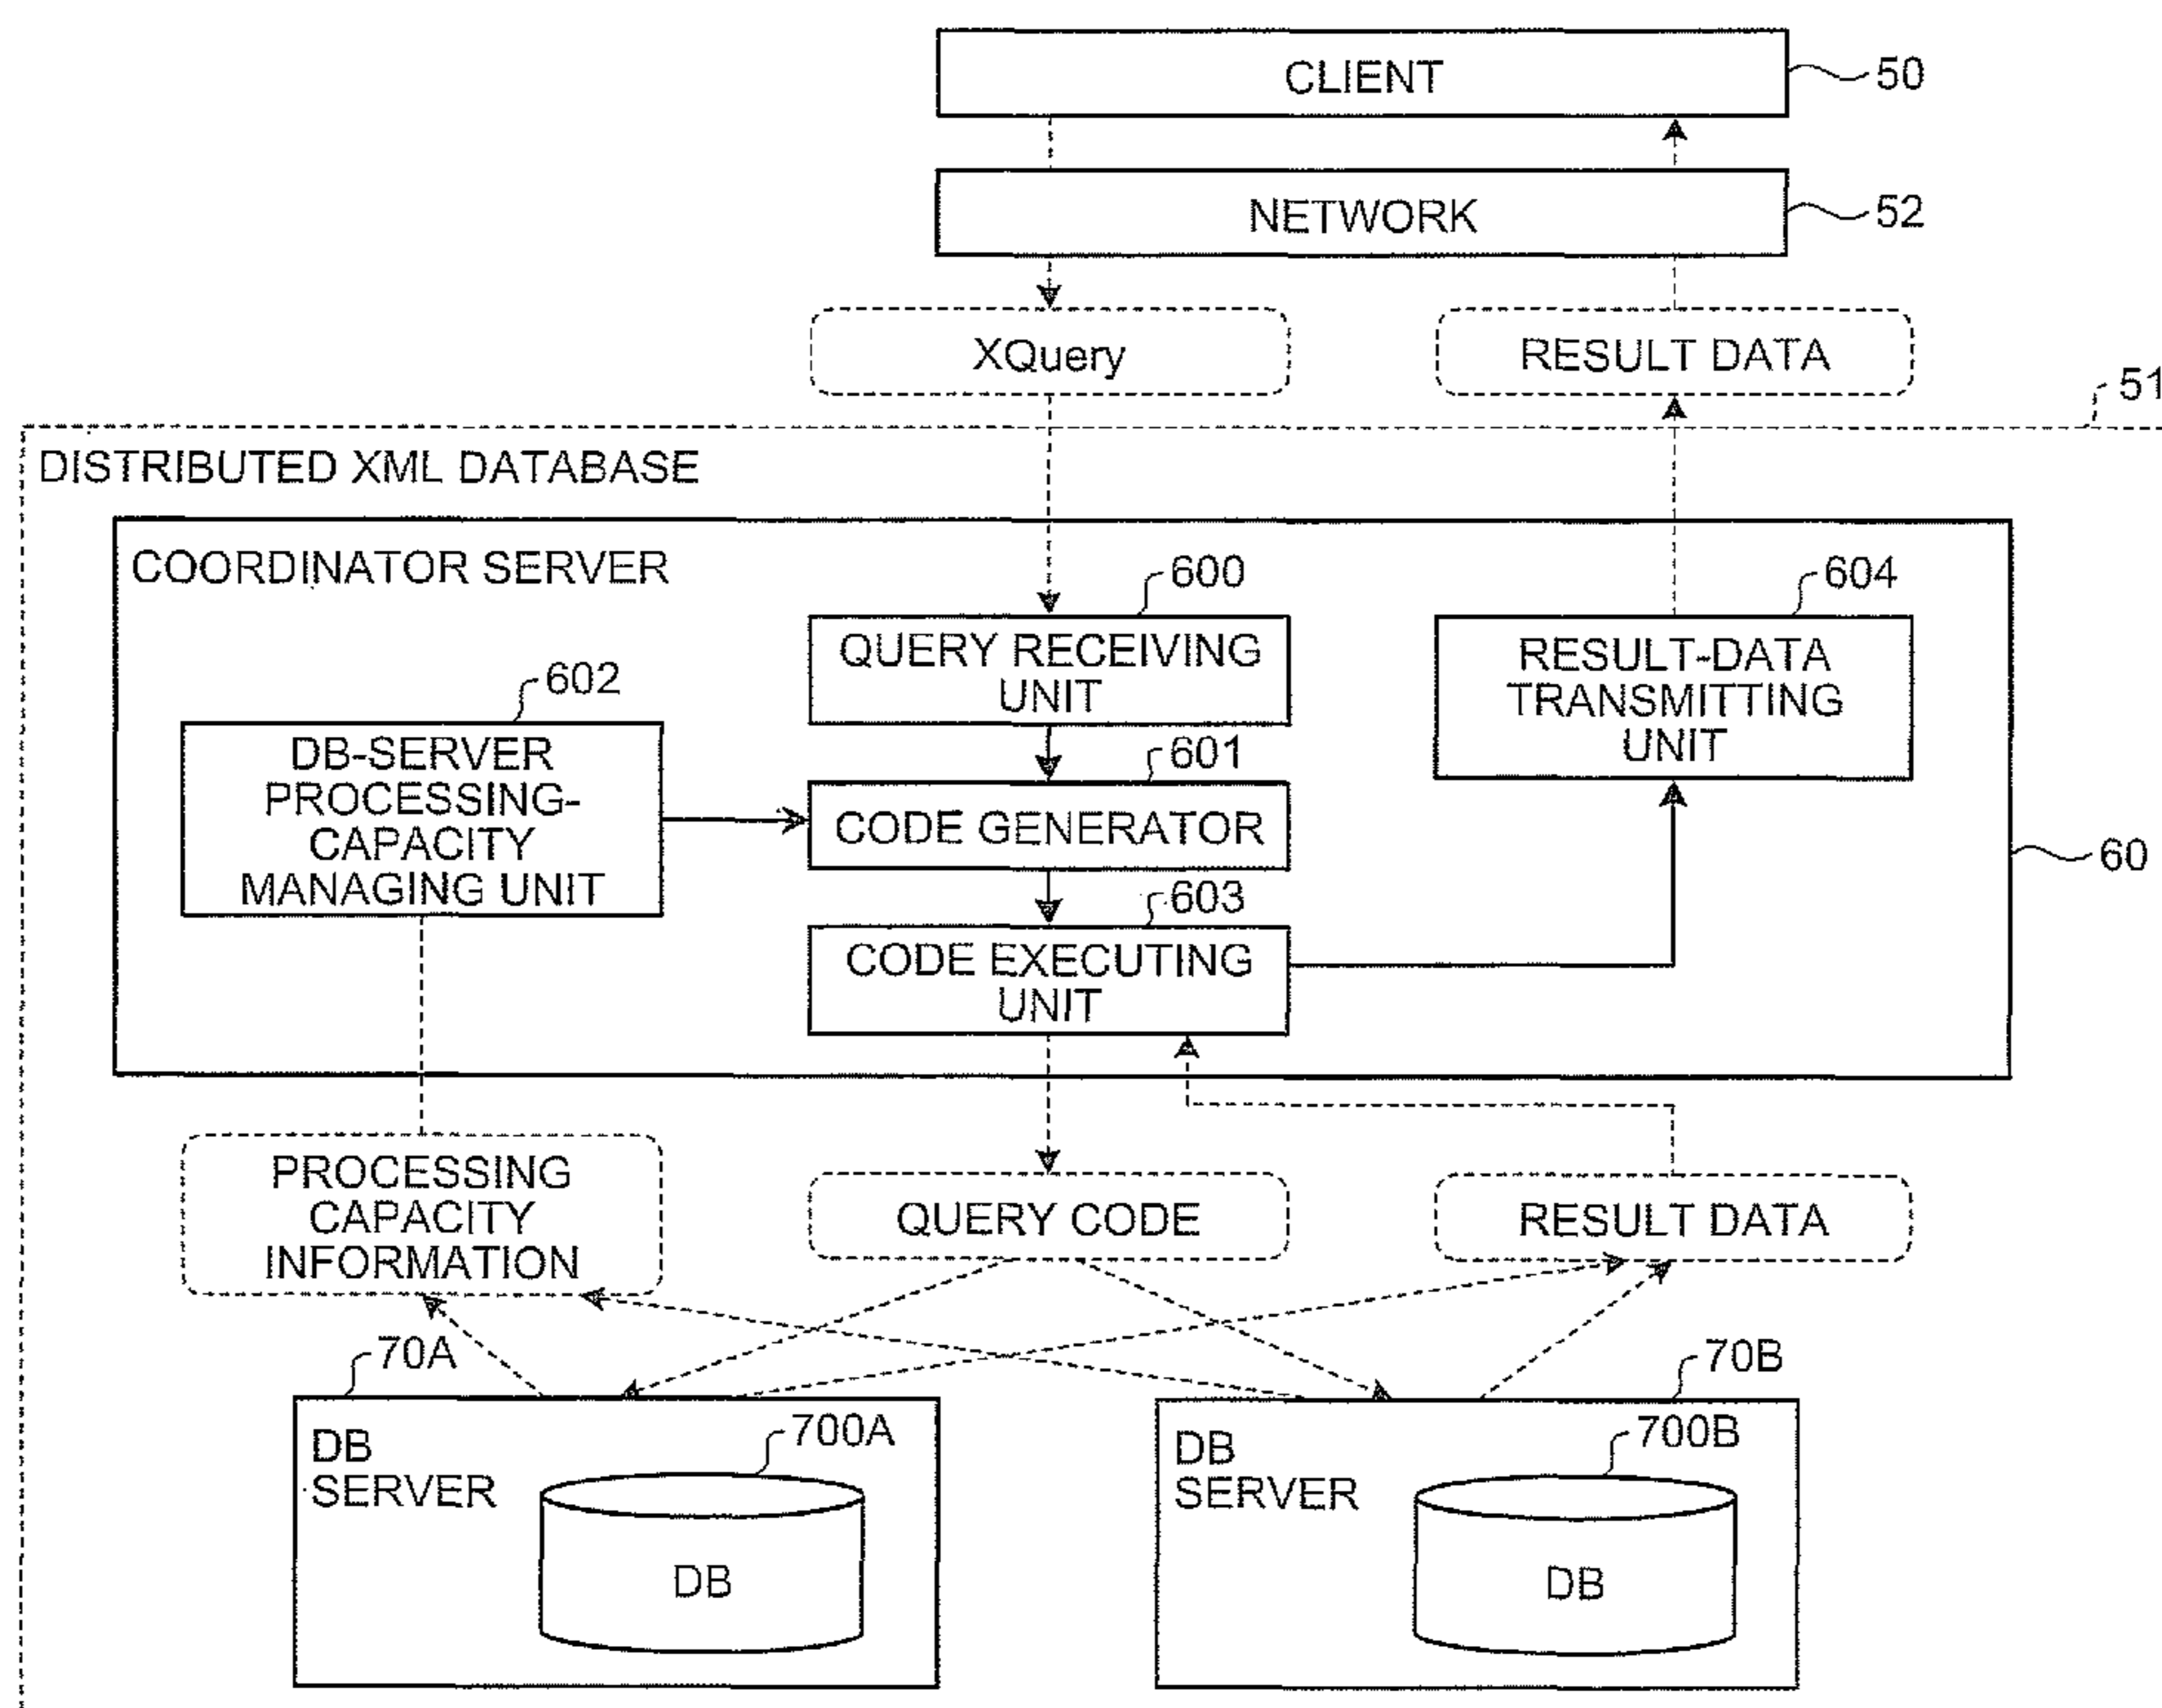 CLIENT
50
NETWORK
52
XQuery
RESULT DATA
51
DISTRIBUTED XML DATABASE
COORDINATOR SERVER
600
604
QUERY RECEIVING
UNIT
RESULT-DATA
TRANSMITTING
UNIT
602
DB-SERVER
PROCESSING-
CAPACITY
MANAGING UNIT
601
CODE GENERATOR
60
603
CODE EXECUTING
UNIT
PROCESSING
CAPACITY
INFORMATION
QUERY CODE
RESULT DATA
70A
70B
DB
SERVER
700A
DB
DB
SERVER
700B
DB